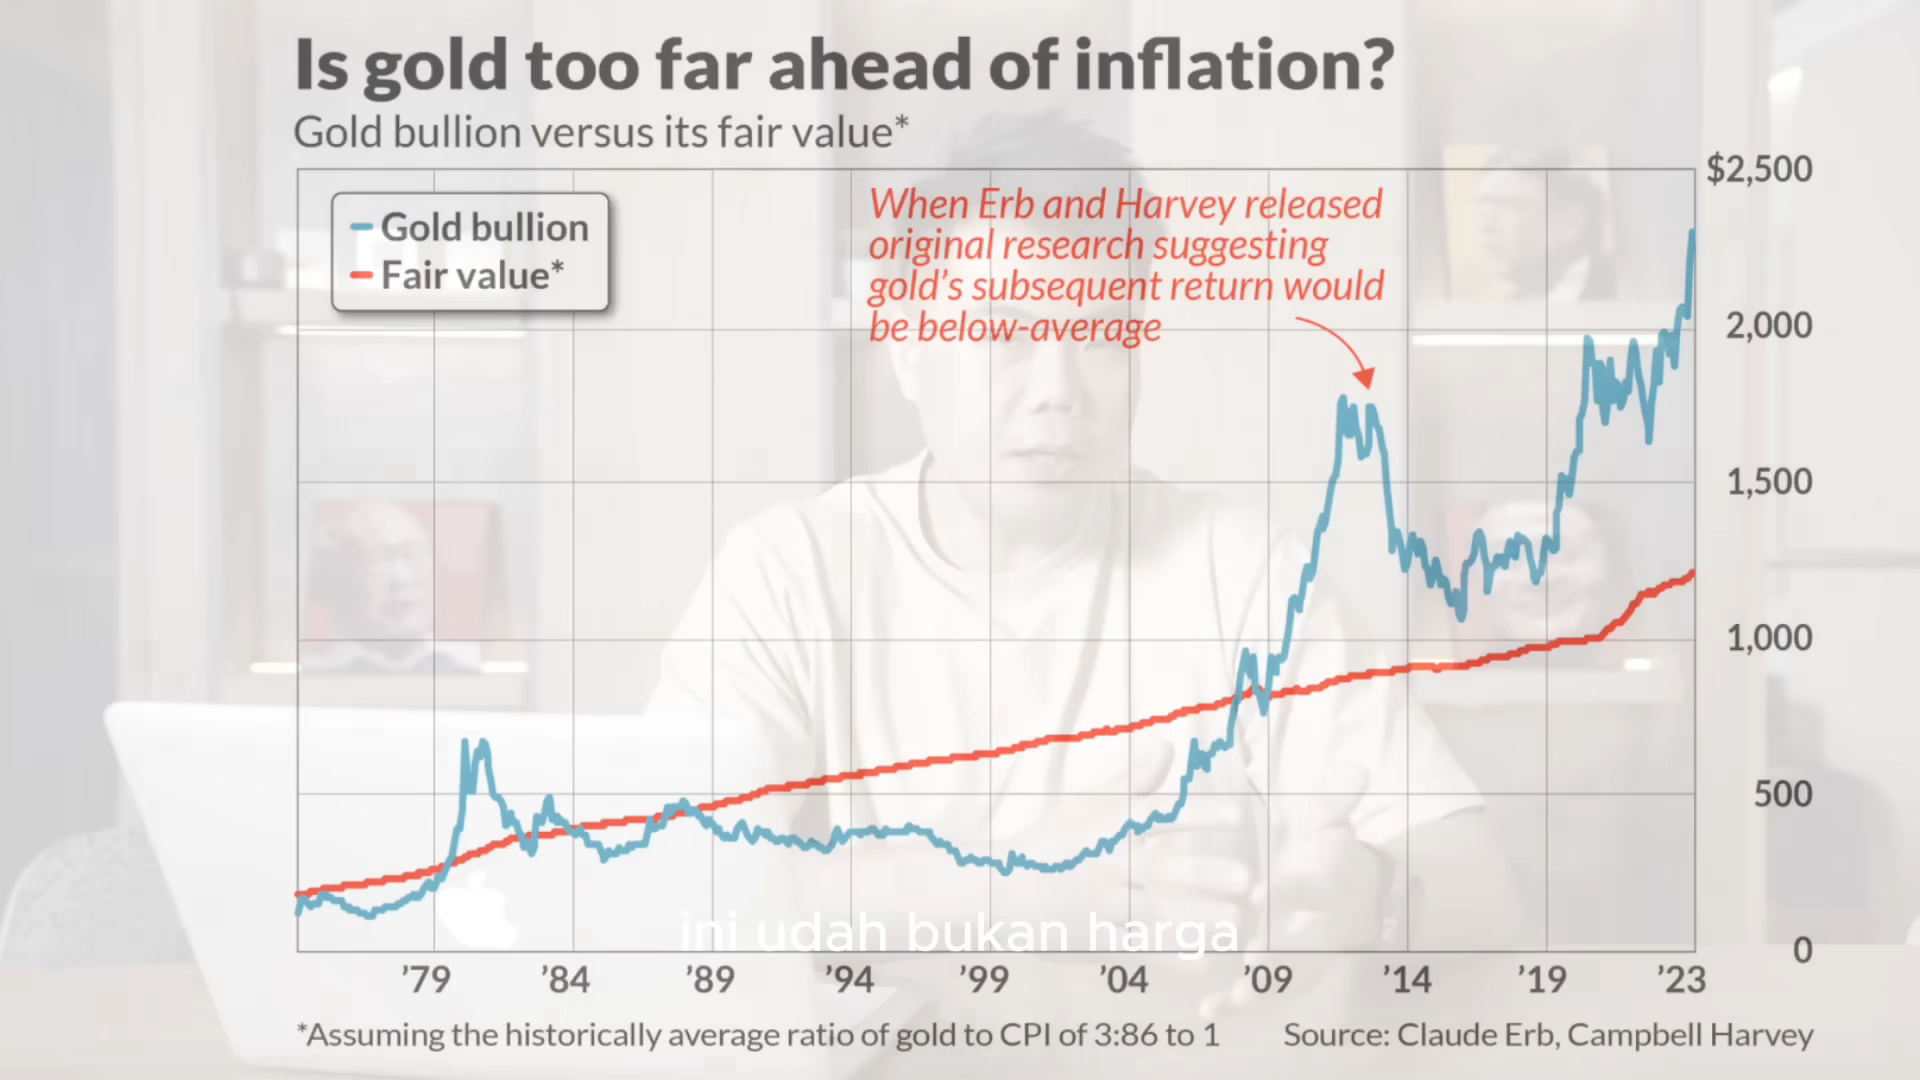 Is gold too far ahead of inflation?
Gold bullion versus its fair value*
Gold bullion
Fair value*
When Erb and Harvey released
original research suggesting
gold's subsequent return would
be below-average
$2,500
2,000
1,500
1,000
500
0
'79 '84 '89 '94 '99 '04 '09 '14 '19 '23
ini udah bukan harga
*Assuming the historically average ratio of gold to CPI of 3:86 to 1
Source: Claude Erb, Campbell Harvey